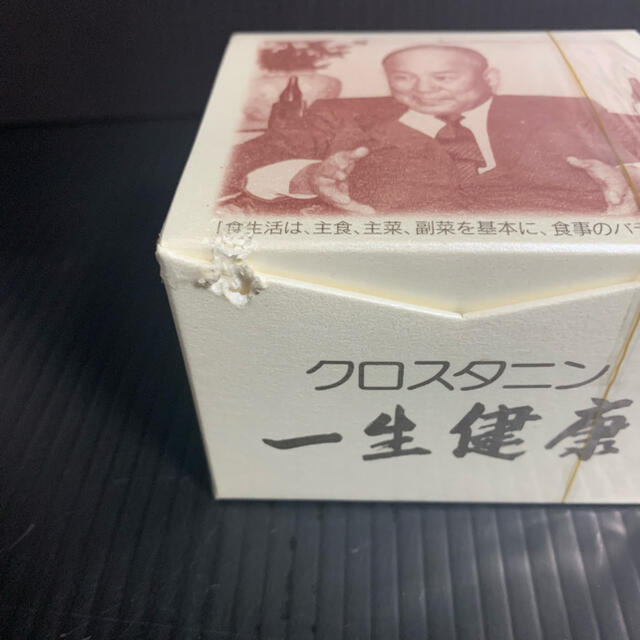 「食生活は、主食、主菜、副菜を基本に、食事のバラ
クロスタニン
一生健康